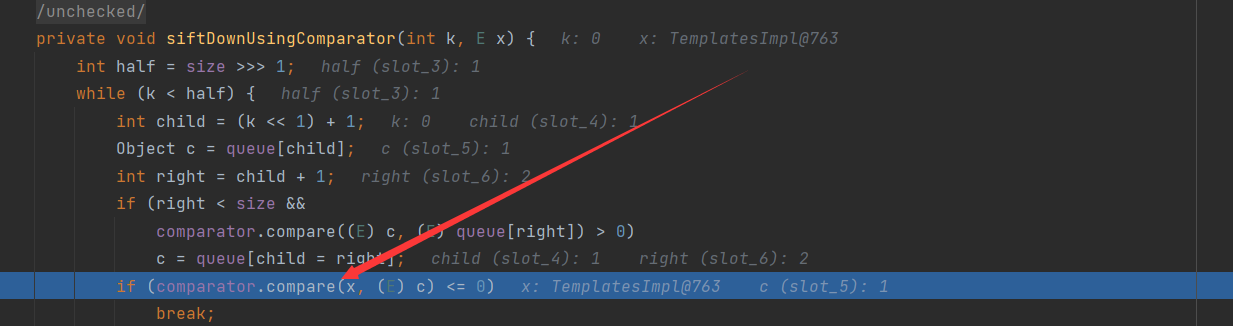 /unchecked/
private void siftDownUsingComparator(int k, E x) { k: 0 x: TemplatesImpl@763
int half = size >>> 1; half (slot_3): 1
while (k < half) { half (slot_3): 1
int child = (k << 1) + 1; k: 0 child (slot_4): 1
Object c = queue[child]; c (slot_5): 1
int right = child + 1; right (slot_6): 2
if (right < size &&
comparator.compare((E) c, (E) queue[right]) > 0)
c = queue[child = right]; child (slot_4): 1 right (slot_6): 2
if (comparator.compare(x, (E) c) <= 0) x: TemplatesImpl@763 c (slot_5): 1
break;